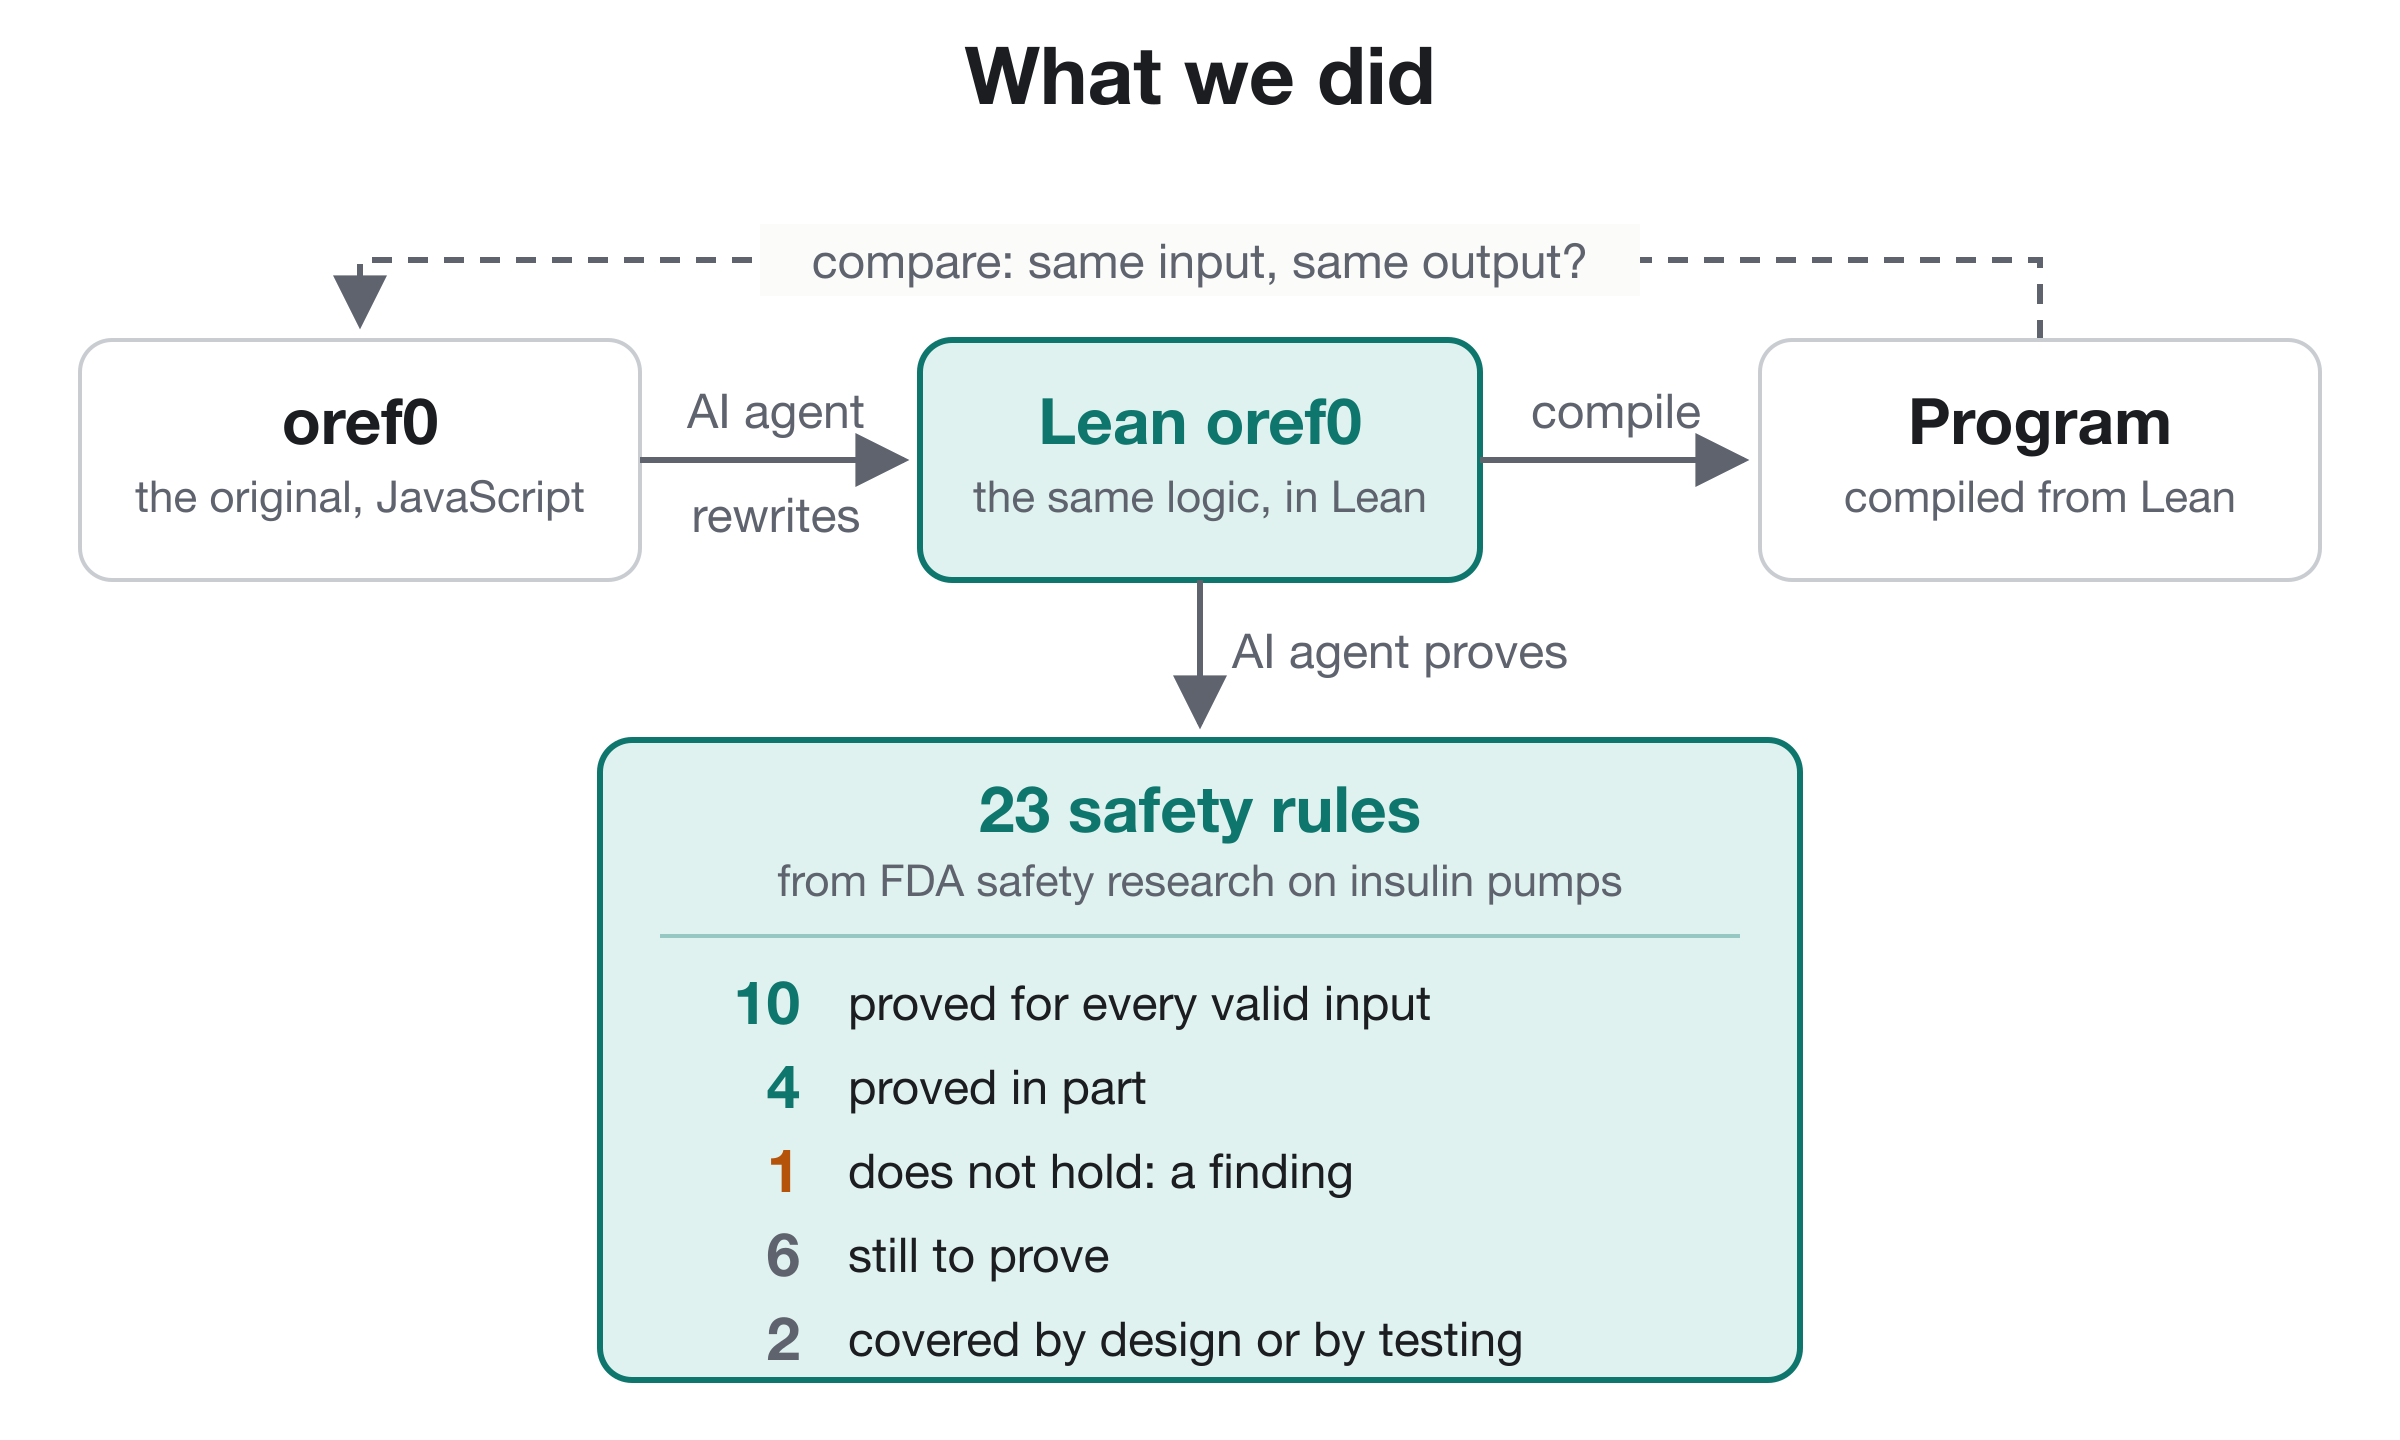 What we did
compare: same input, same output?
oref0
the original, JavaScript
AI agent
rewrites
Lean oref0
the same logic, in Lean
compile
Program
compiled from Lean
AI agent proves
23 safety rules
from FDA safety research on insulin pumps
10 proved for every valid input
4 proved in part
1 does not hold: a finding
6 still to prove
2 covered by design or by testing